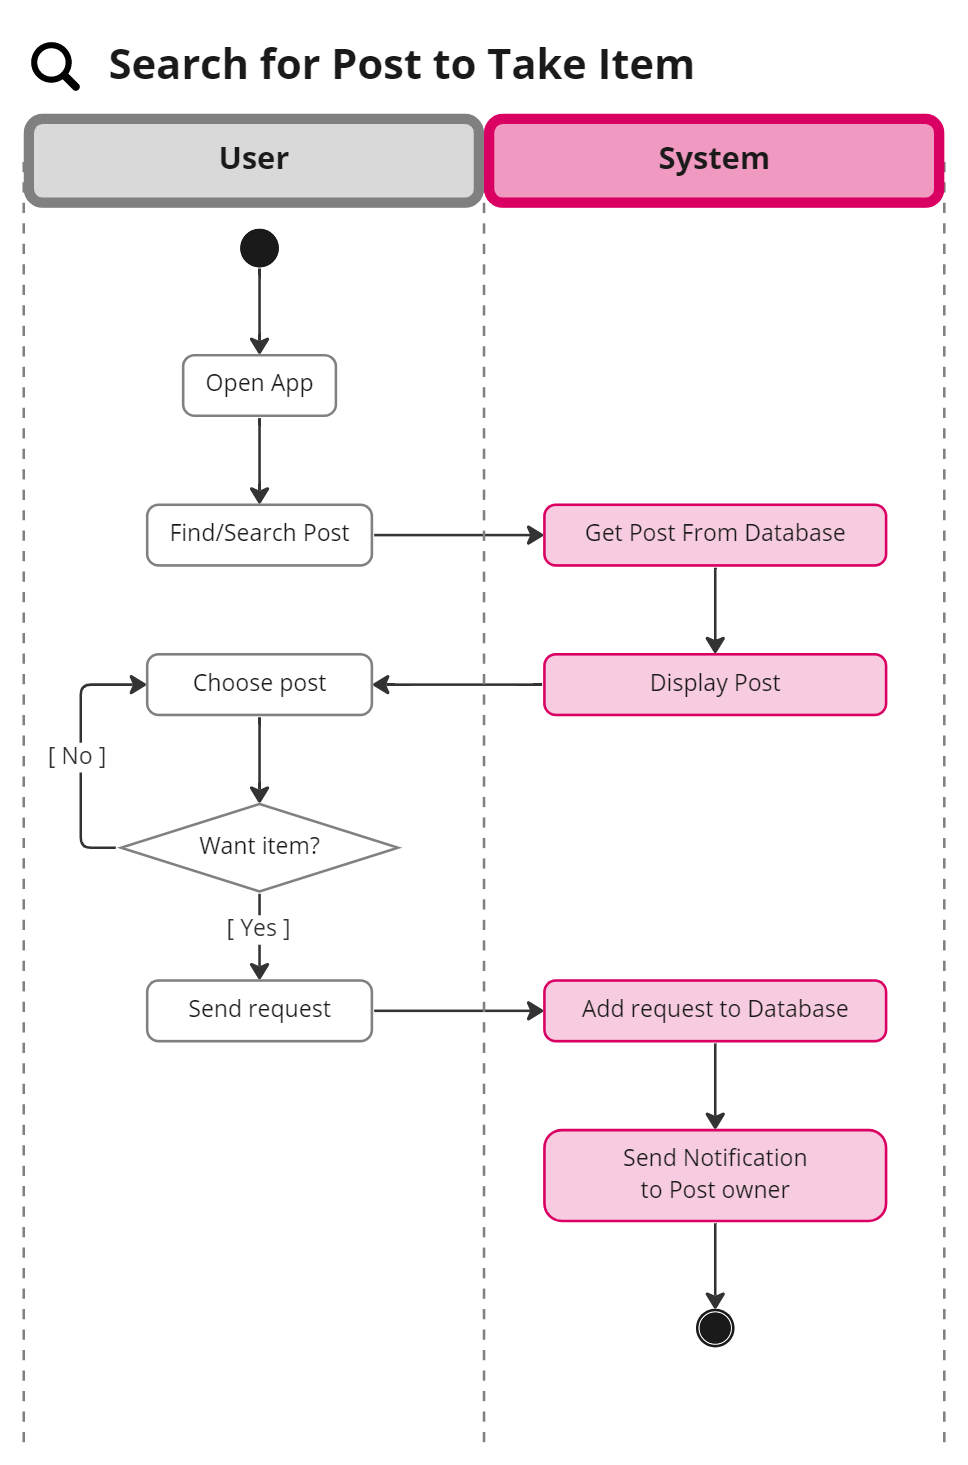 Search for Post to Take Item
User
System
Open App
Find/Search Post
Get Post From Database
Choose post
Display Post
[ No ]
Want item?
[ Yes ]
Send request
Add request to Database
Send Notification
to Post owner